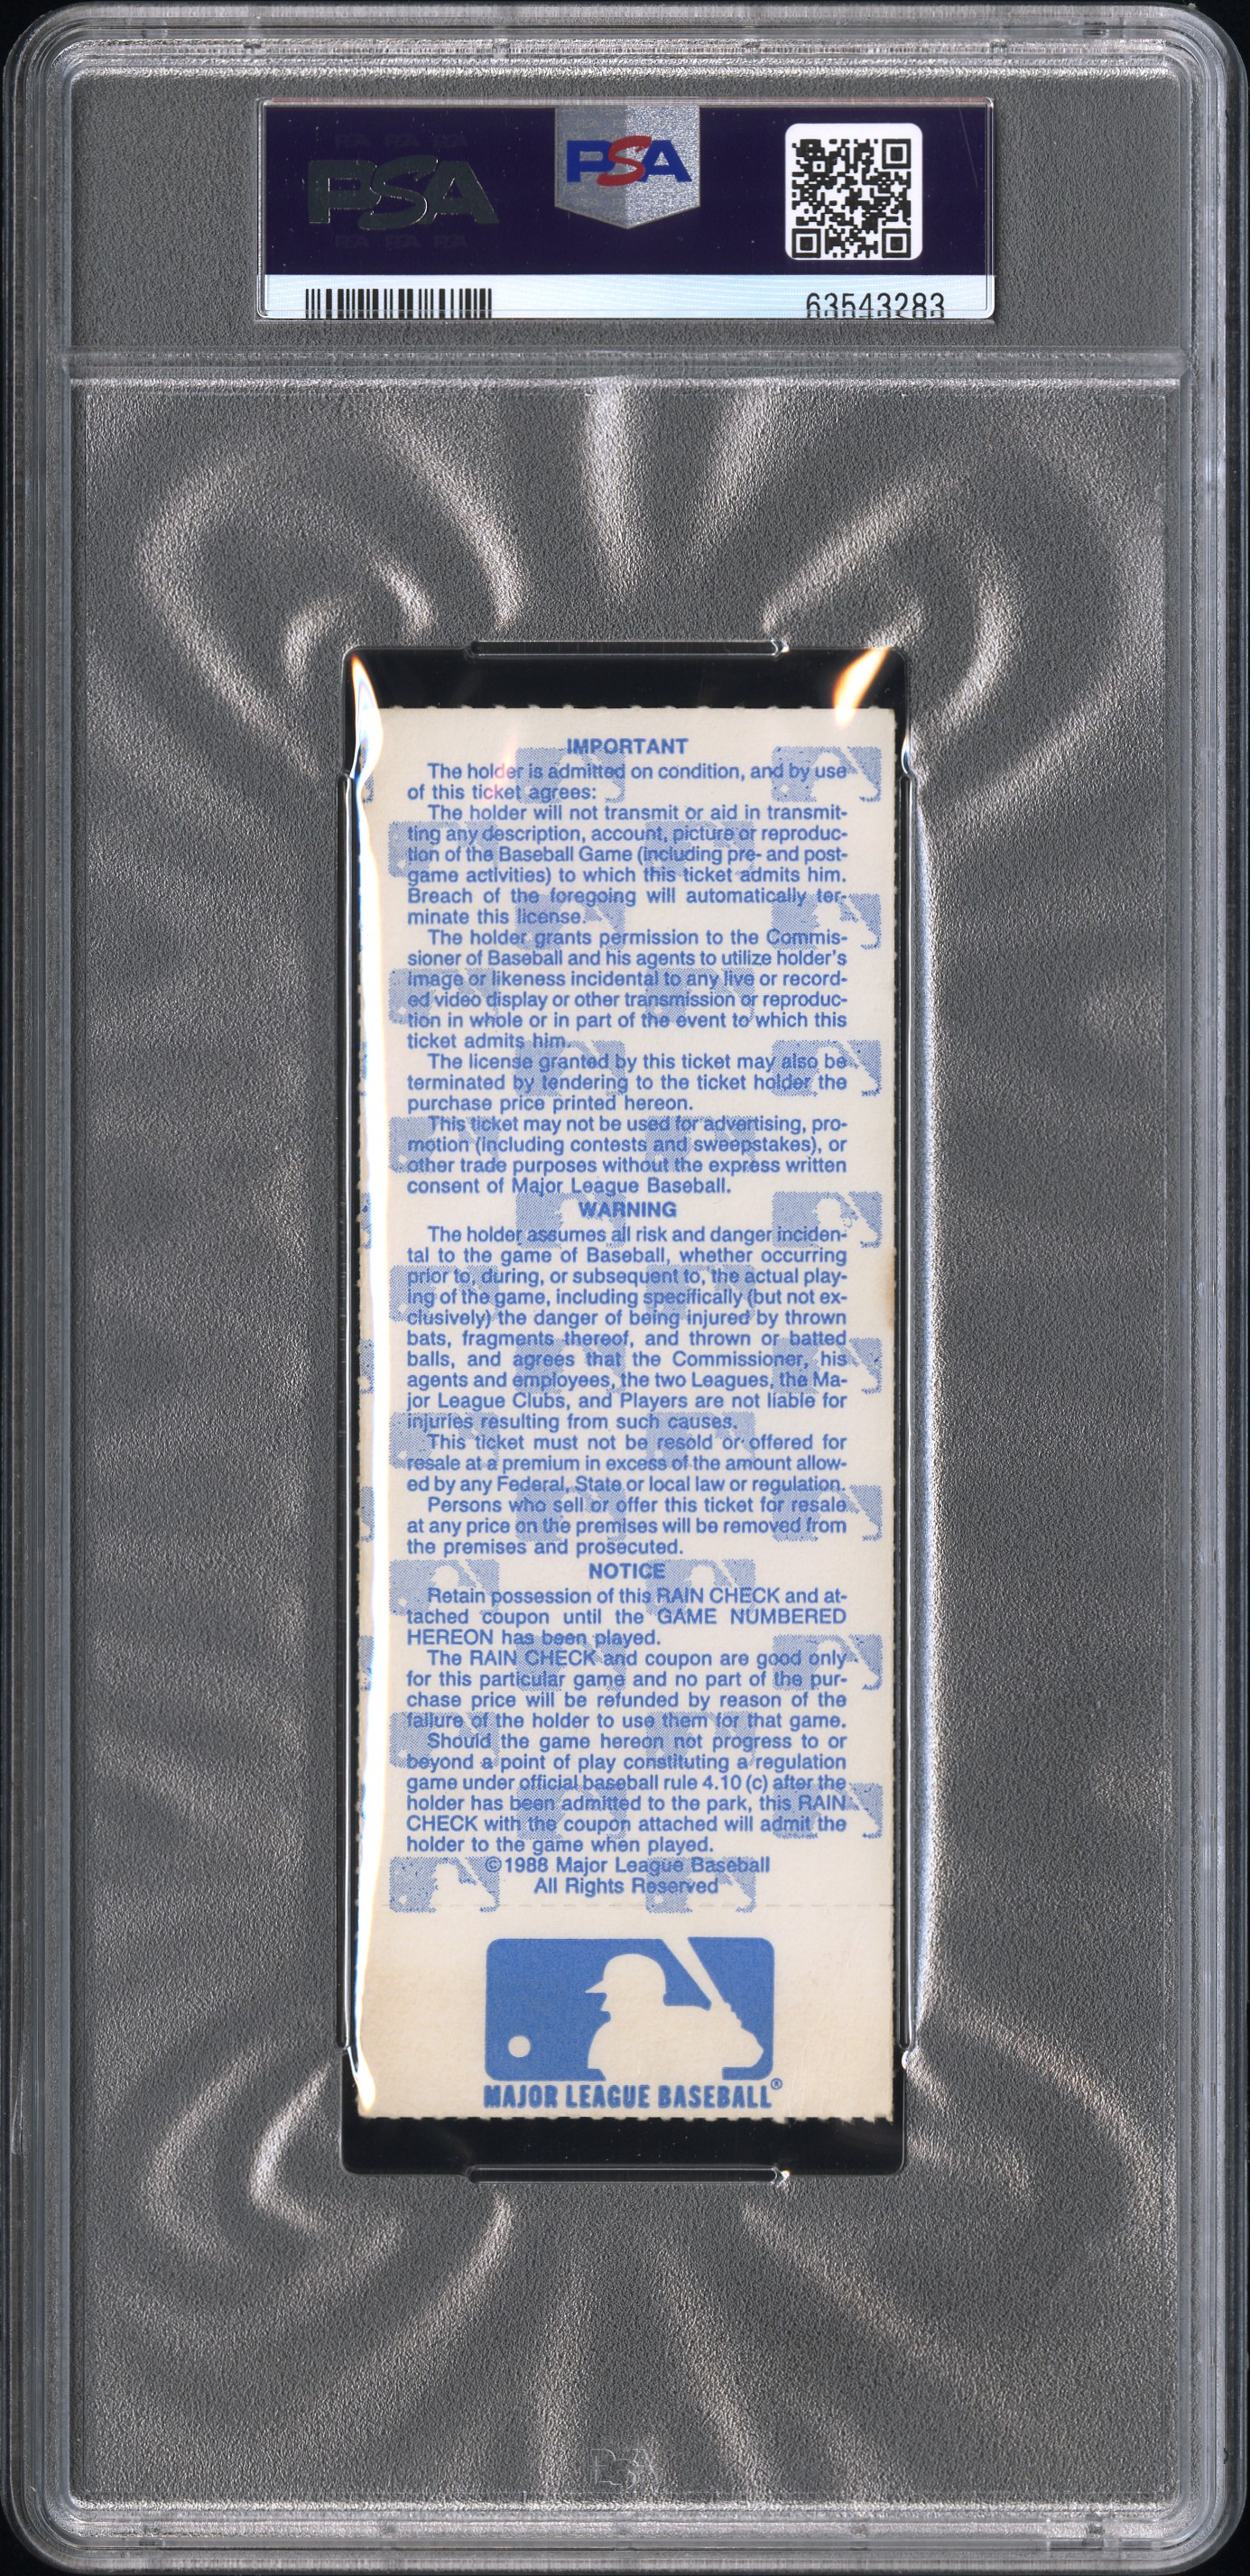 PSA
PSA
63543283
IMPORTANT
The holder is admitted on condition, and by use
of this ticket agrees:
The holder will not transmit or aid in transmit-
ting any description, account, picture or reproduc-
tion of the Baseball Game (including pre- and post-
game activities) to which this ticket admits him.
Breach of the foregoing will automatically ter-
minate this license.
The holder grants permission to the Commis-
sioner of Baseball and his agents to utilize holder's
image or likeness incidental to any live or record-
ed video display or other transmission or reproduc-
tion in whole or in part of the event to which this
ticket admits him.
The license granted by this ticket may also be
terminated by tendering to the ticket holder the
purchase price printed hereon.
This ticket may not be used for advertising, pro-
motion (including contests and sweepstakes), or
other trade purposes without the express written
consent of Major League Baseball.
WARNING
The holder assumes all risk and danger inciden-
tal to the game of Baseball, whether occurring
prior to, during, or subsequent to, the actual play-
ing of the game, including specifically (but not ex-
clusively) the danger of being injured by thrown
bats, fragments thereof, and thrown or batted
balls, and agrees that the Commissioner, his
agents and employees, the two Leagues, the Ma-
jor League Clubs, and Players are not liable for
injuries resulting from such causes.
This ticket must not be resold or offered for
resale at a premium in excess of the amount allow-
ed by any Federal, State or local law or regulation.
Persons who sell or offer this ticket for resale
at any price on the premises will be removed from
the premises and prosecuted.
NOTICE
Retain possession of this RAIN CHECK and at-
tached coupon until the GAME NUMBERED
HEREON has been played.
The RAIN CHECK and coupon are good only
for this particular game and no part of the pur-
chase price will be refunded by reason of the
failure of the holder to use them for that game.
Should the game hereon not progress to or
beyond a point of play constituting a regulation
game under official baseball rule 4.10 (c) after the
holder has been admitted to the park, this RAIN
CHECK with the coupon attached will admit the
holder to the game when played.
©1988 Major League Baseball
All Rights Reserved
MAJOR LEAGUE BASEBALL®
PSA